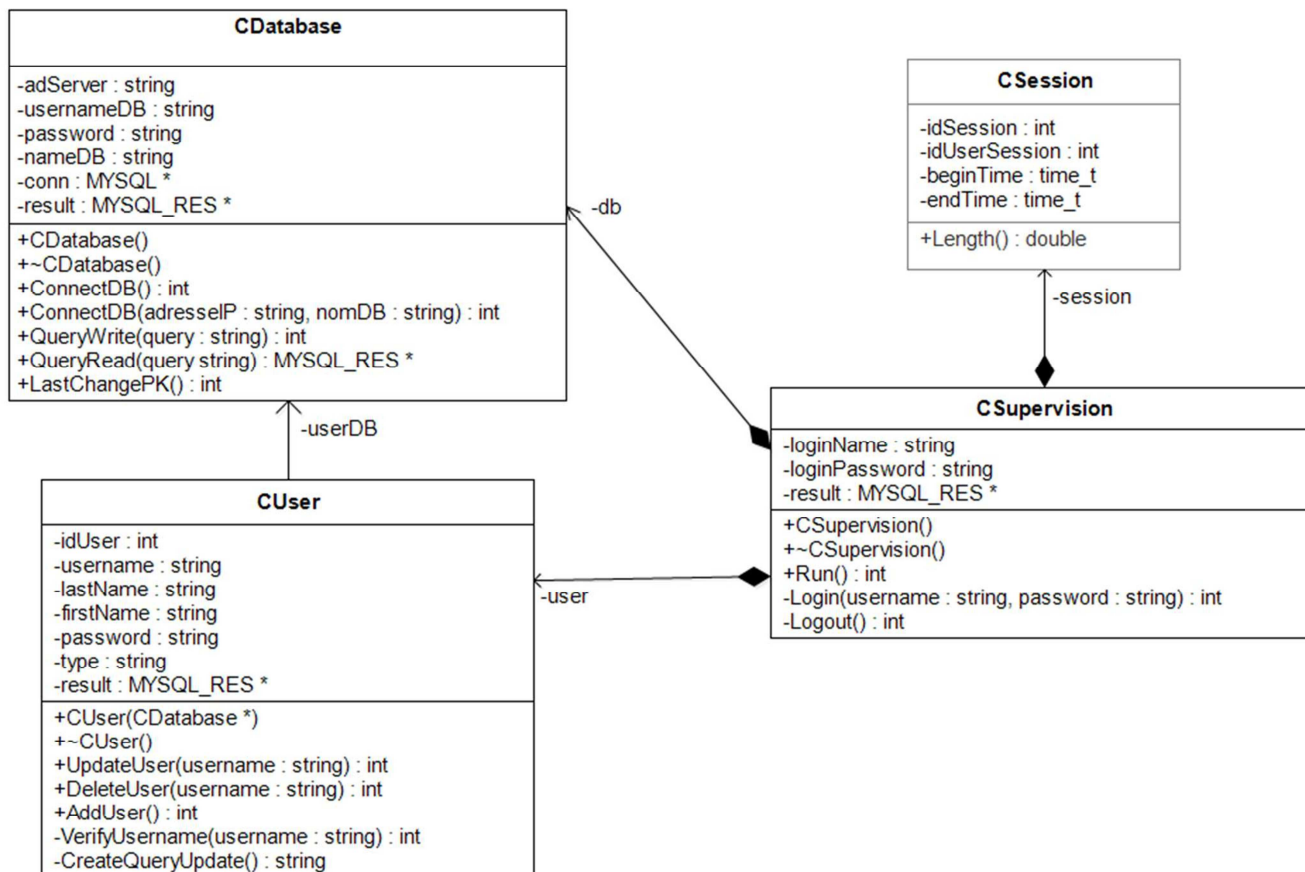 CDatabase
-adServer : string
-usernameDB : string
-password : string
-nameDB : string
-conn : MYSQL *
-result : MYSQL_RES *
+CDatabase()
+~CDatabase()
+ConnectDB() : int
+ConnectDB(adresseIP : string, nomDB : string) : int
+QueryWrite(query : string) : int
+QueryRead(query string) : MYSQL_RES *
+LastChangePK() : int
-db
CSession
-idSession : int
-idUserSession : int
-beginTime : time_t
-endTime : time_t
+Length() : double
-session
-userDB
CSupervision
-loginName : string
-loginPassword : string
-result : MYSQL_RES *
+CSupervision()
+~CSupervision()
+Run() : int
-Login(username : string, password : string) : int
-Logout() : int
-user
CUser
-idUser : int
-username : string
-lastName : string
-firstName : string
-password : string
-type : string
-result : MYSQL_RES *
+CUser(CDatabase *)
+~CUser()
+UpdateUser(username : string) : int
+DeleteUser(username : string) : int
+AddUser() : int
-VerifyUsername(username : string) : int
-CreateQueryUpdate() : string